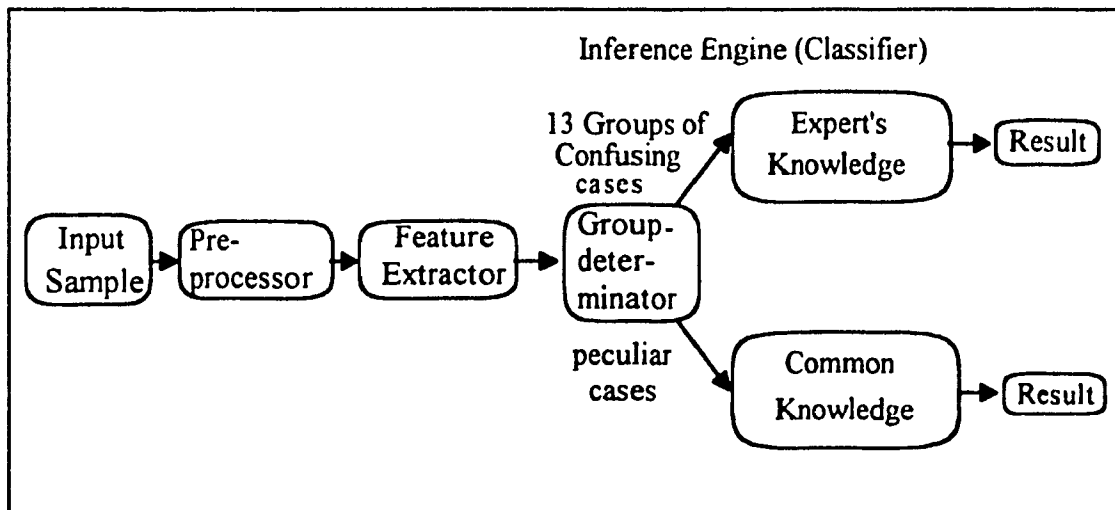 Inference Engine (Classifier)
13 Groups of
Confusing
cases
Expert's
Knowledge
Result
Input
Sample
Pre-
processor
Feature
Extractor
Group-
deter-
minator
peculiar
cases
Common
Knowledge
Result